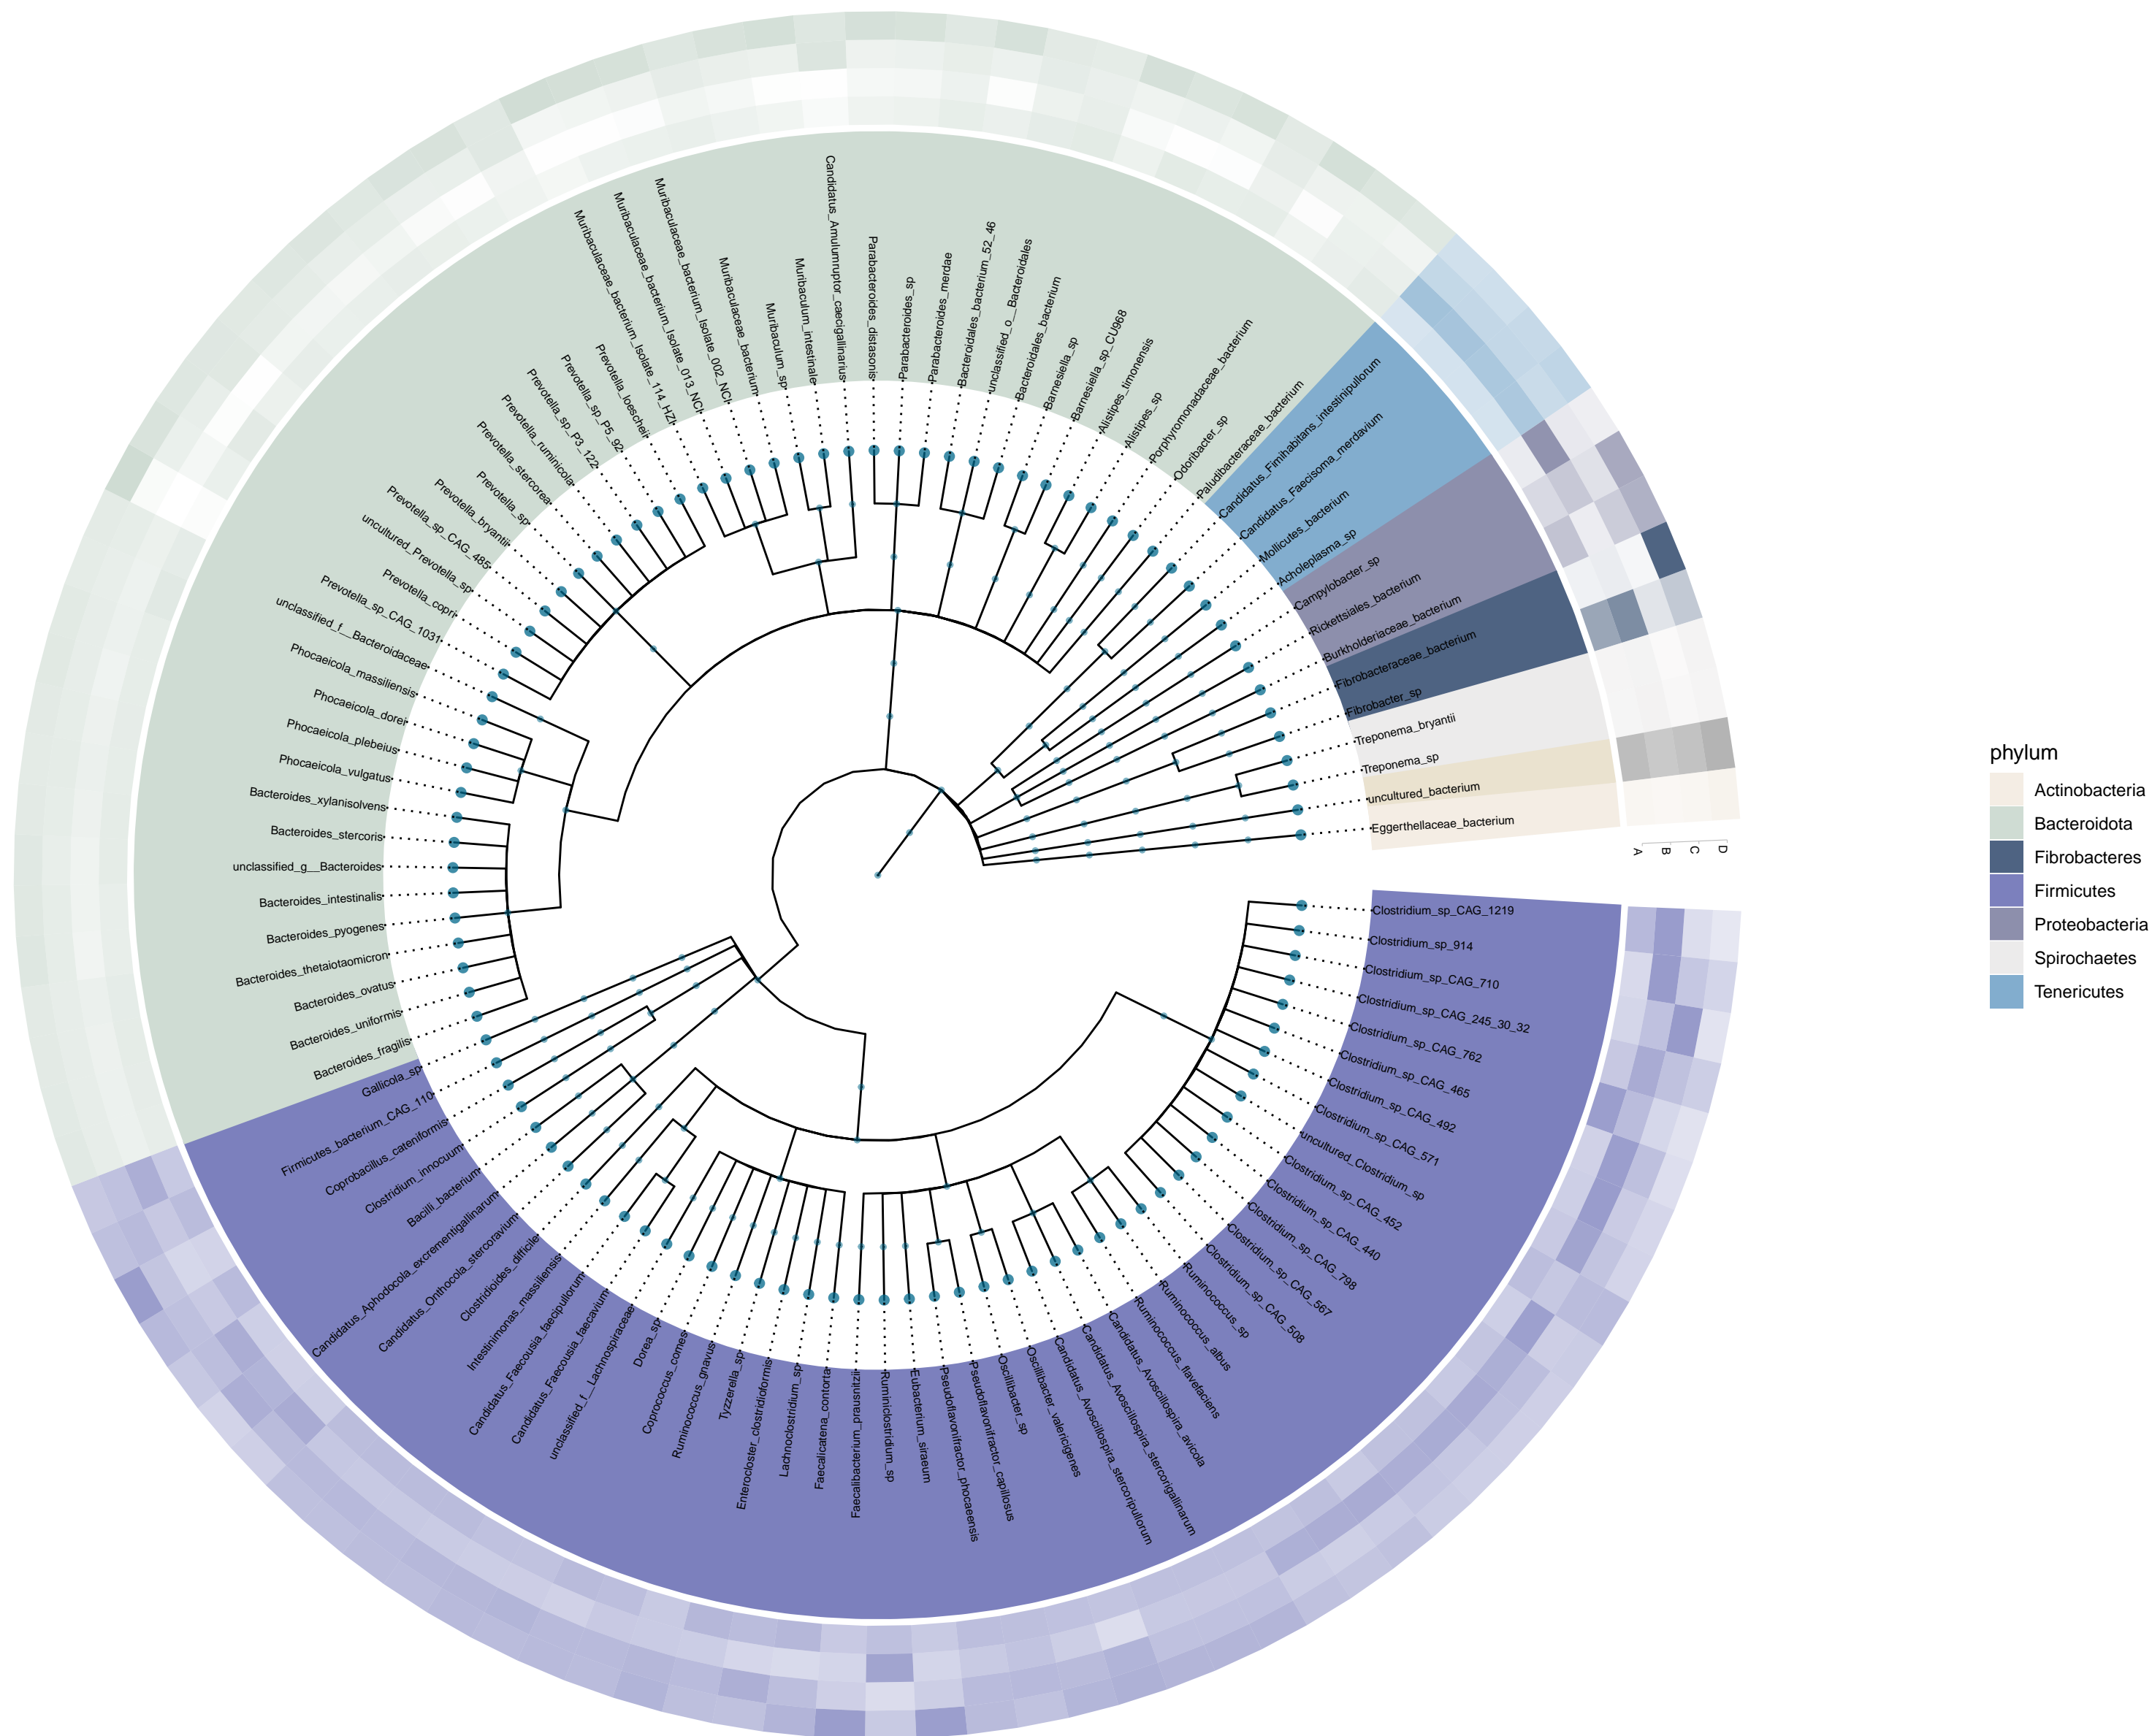 Candidatus_Amulumruptor_caecigallinarius
Parabacteroides_distasonis
Parabacteroides_sp
Parabacteroides_merdae
Bacteroidales_bacterium_52_46
unclassified_o__Bacteroidales
Bacteroidales_bacterium
Barnesiella_sp
Barnesiella_sp_CU968
Alistipes_timonensis
Alistipes_sp
Porphyromonadaceae_bacterium
Odoribacter_sp
Paludibacteraceae_bacterium
Candidatus_Fimihabitans_intestinipullorum
Candidatus_Faecisoma_merdavium
Mollicutes_bacterium
Acholeplasma_sp
Campylobacter_sp
Rickettsiales_bacterium
Burkholderiaceae_bacterium
Fibrobacteraceae_bacterium
Fibrobacter_sp
Treponema_bryantii
Treponema_sp
uncultured_bacterium
Eggerthellaceae_bacterium
A
B
C
D
Clostridium_sp_CAG_1219
Clostridium_sp_914
Clostridium_sp_CAG_710
Clostridium_sp_CAG_245_30_32
Clostridium_sp_CAG_762
Clostridium_sp_CAG_465
Clostridium_sp_CAG_492
Clostridium_sp_CAG_571
uncultured_Clostridium_sp
Clostridium_sp_CAG_452
Clostridium_sp_CAG_440
Clostridium_sp_CAG_798
Clostridium_sp_CAG_567
Clostridium_sp_CAG_508
Ruminococcus_sp
Ruminococcus_albus
Ruminococcus_flavefaciens
Candidatus_Avoscillospira_avicola
Candidatus_Avoscillospira_stercorigallinarum
Candidatus_Avoscillospira_stercoripullorum
Oscillibacter_valericigenes
Oscillibacter_sp
Pseudoflavonifractor_capillosus
Pseudoflavonifractor_phocaeensis
Eubacterium_siraeum
Ruminiclostridium_sp
Faecalibacterium_prausnitzii
Faecalicatena_contorta
Lachnoclostridium_sp
Enterocloster_clostridioformis
Tyzzerella_sp
Ruminococcus_gnavus
Coprococcus_comes
Dorea_sp
unclassified_f__Lachnospiraceae
Candidatus_Faecousia_faecavium
Candidatus_Faecousia_faecipullorum
Intestinimonas_massiliensis
Clostridioides_difficile
Candidatus_Onthocola_stercoravium
Candidatus_Aphodocola_excrementigallinarum
Bacilli_bacterium
Clostridium_innocuum
Coprobacillus_cateniformis
Firmicutes_bacterium_CAG_110
Gallicola_sp
Bacteroides_fragilis
Bacteroides_uniformis
Bacteroides_ovatus
Bacteroides_thetaiotaomicron
Bacteroides_pyogenes
Bacteroides_intestinalis
unclassified_g__Bacteroides
Bacteroides_stercoris
Bacteroides_xylanisolvens
Phocaeicola_vulgatus
Phocaeicola_plebeius
Phocaeicola_dorei
Phocaeicola_massiliensis
unclassified_f__Bacteroidaceae
Prevotella_sp_CAG_1031
Prevotella_copri
uncultured_Prevotella_sp
Prevotella_sp_CAG_485
Prevotella_bryantii
Prevotella_sp
Prevotella_stercorea
Prevotella_ruminicola
Prevotella_sp_P3_122
Prevotella_sp_P5_92
Prevotella_loescheii
Muribaculaceae_bacterium_Isolate_114_HZI
Muribaculaceae_bacterium_Isolate_013_NCI
Muribaculaceae_bacterium_Isolate_002_NCI
Muribaculaceae_bacterium
Muribaculum_sp
Muribaculum_intestinale
phylum
Actinobacteria
Bacteroidota
Fibrobacteres
Firmicutes
Proteobacteria
Spirochaetes
Tenericutes